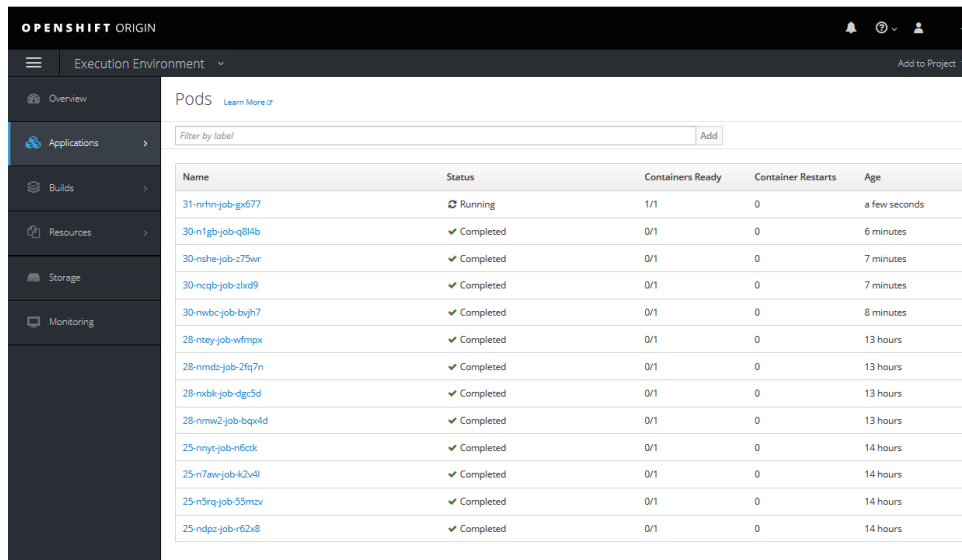 OPENSHIFT ORIGIN
Execution Environment
Add to Project
Overview
Applications
Builds
Resources
Storage
Monitoring
Pods Learn More
Filter by label Add
Name Status Containers Ready Container Restarts Age
31-nrhn-job-gx677 Running 1/1 0 a few seconds
30-n1gb-job-q8l4b Completed 0/1 0 6 minutes
30-nshe-job-z75wr Completed 0/1 0 7 minutes
30-ncqb-job-zlxd9 Completed 0/1 0 7 minutes
30-nwbc-job-bvjh7 Completed 0/1 0 8 minutes
28-ntey-job-wfmpx Completed 0/1 0 13 hours
28-nmdz-job-2fq7n Completed 0/1 0 13 hours
28-nxbk-job-dgc5d Completed 0/1 0 13 hours
28-nmw2-job-bqx4d Completed 0/1 0 13 hours
25-nnyt-job-n6ctk Completed 0/1 0 14 hours
25-n7aw-job-k2v4l Completed 0/1 0 14 hours
25-n5rq-job-55mzv Completed 0/1 0 14 hours
25-ndpz-job-r62x8 Completed 0/1 0 14 hours